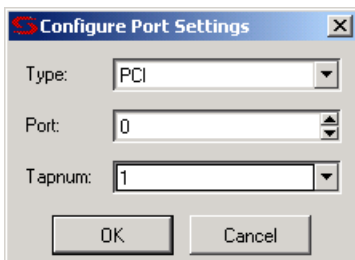 Configure Port Settings
Type: PCI
Port: 0
Tapnum: 1
OK Cancel